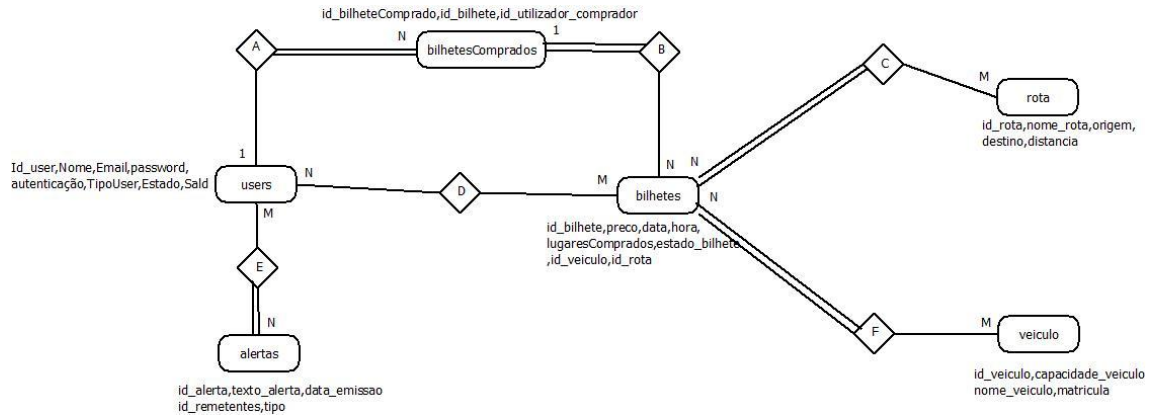 id_bilheteComprado,id_bilhete,id_utilizador_comprador
A
N
bilhetesComprados
1
B
C
M
rota
id_rota,nome_rota,origem,
destino,distancia
Id_user,Nome,Email,password,
autenticação,TipoUser,Estado,Sald
1
users
N
D
M
N
N
bilhetes
N
id_bilhete,preco,data,hora,
lugaresComprados,estado_bilhete
,id_veiculo,id_rota
M
E
N
alertas
id_alerta,texto_alerta,data_emissao
id_remetentes,tipo
F
M
veiculo
id_veiculo,capacidade_veiculo
nome_veiculo,matricula